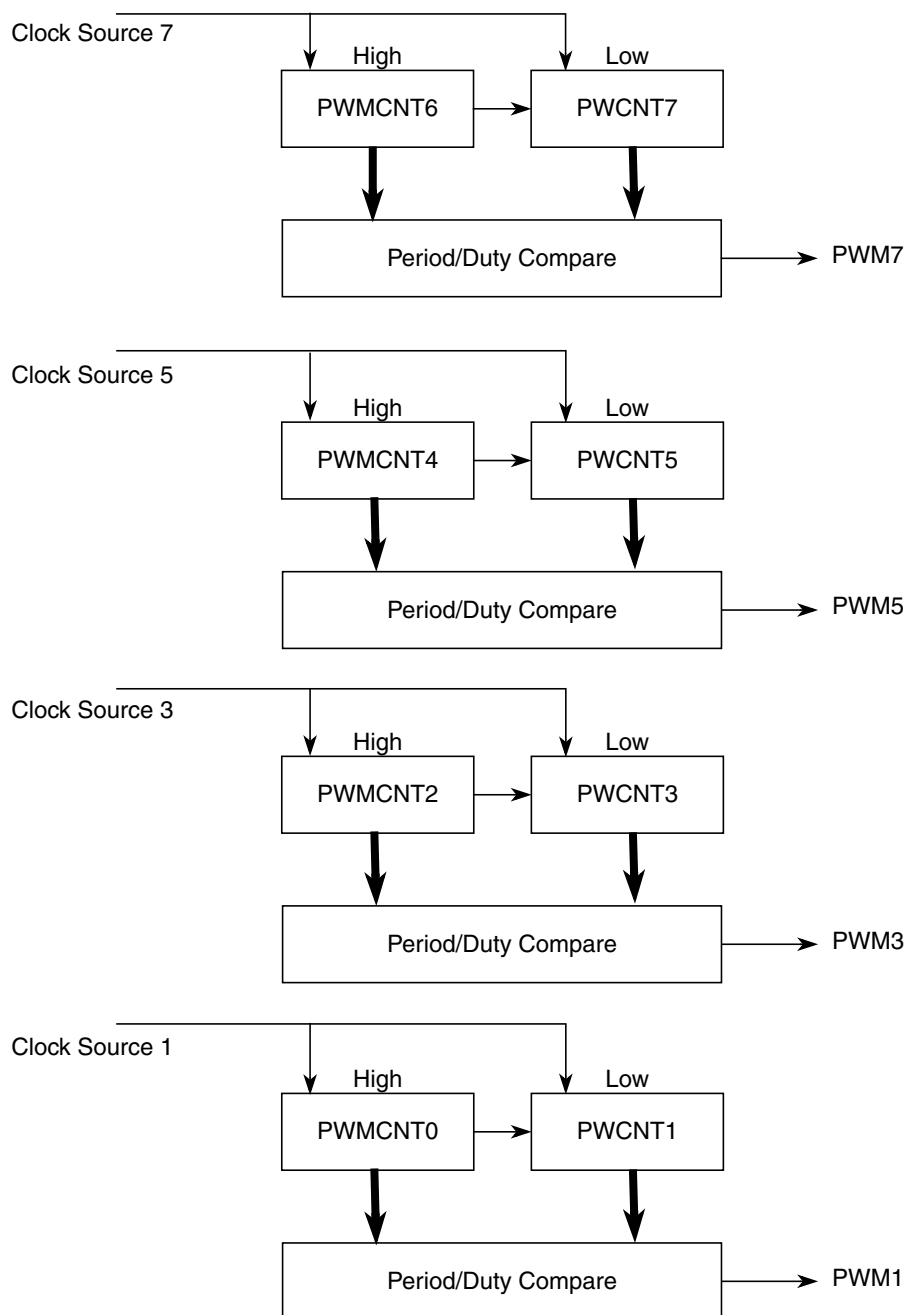 Clock Source 7
High
Low
PWMCNT6
PWCNT7
Period/Duty Compare
PWM7
Clock Source 5
High
Low
PWMCNT4
PWCNT5
Period/Duty Compare
PWM5
Clock Source 3
High
Low
PWMCNT2
PWCNT3
Period/Duty Compare
PWM3
Clock Source 1
High
Low
PWMCNT0
PWCNT1
Period/Duty Compare
PWM1